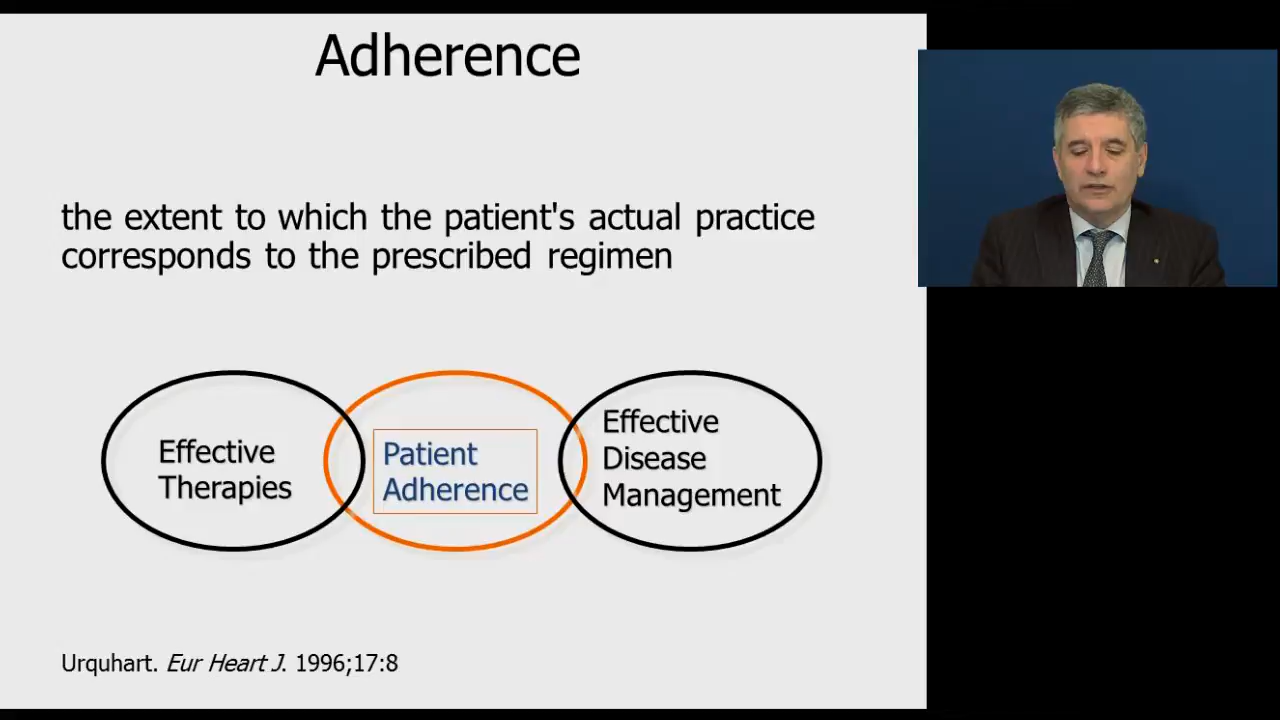 Adherence
the extent to which the patient's actual practice
corresponds to the prescribed regimen
Effective
Therapies
Patient
Adherence
Effective
Disease
Management
Urquhart. Eur Heart J. 1996;17:8